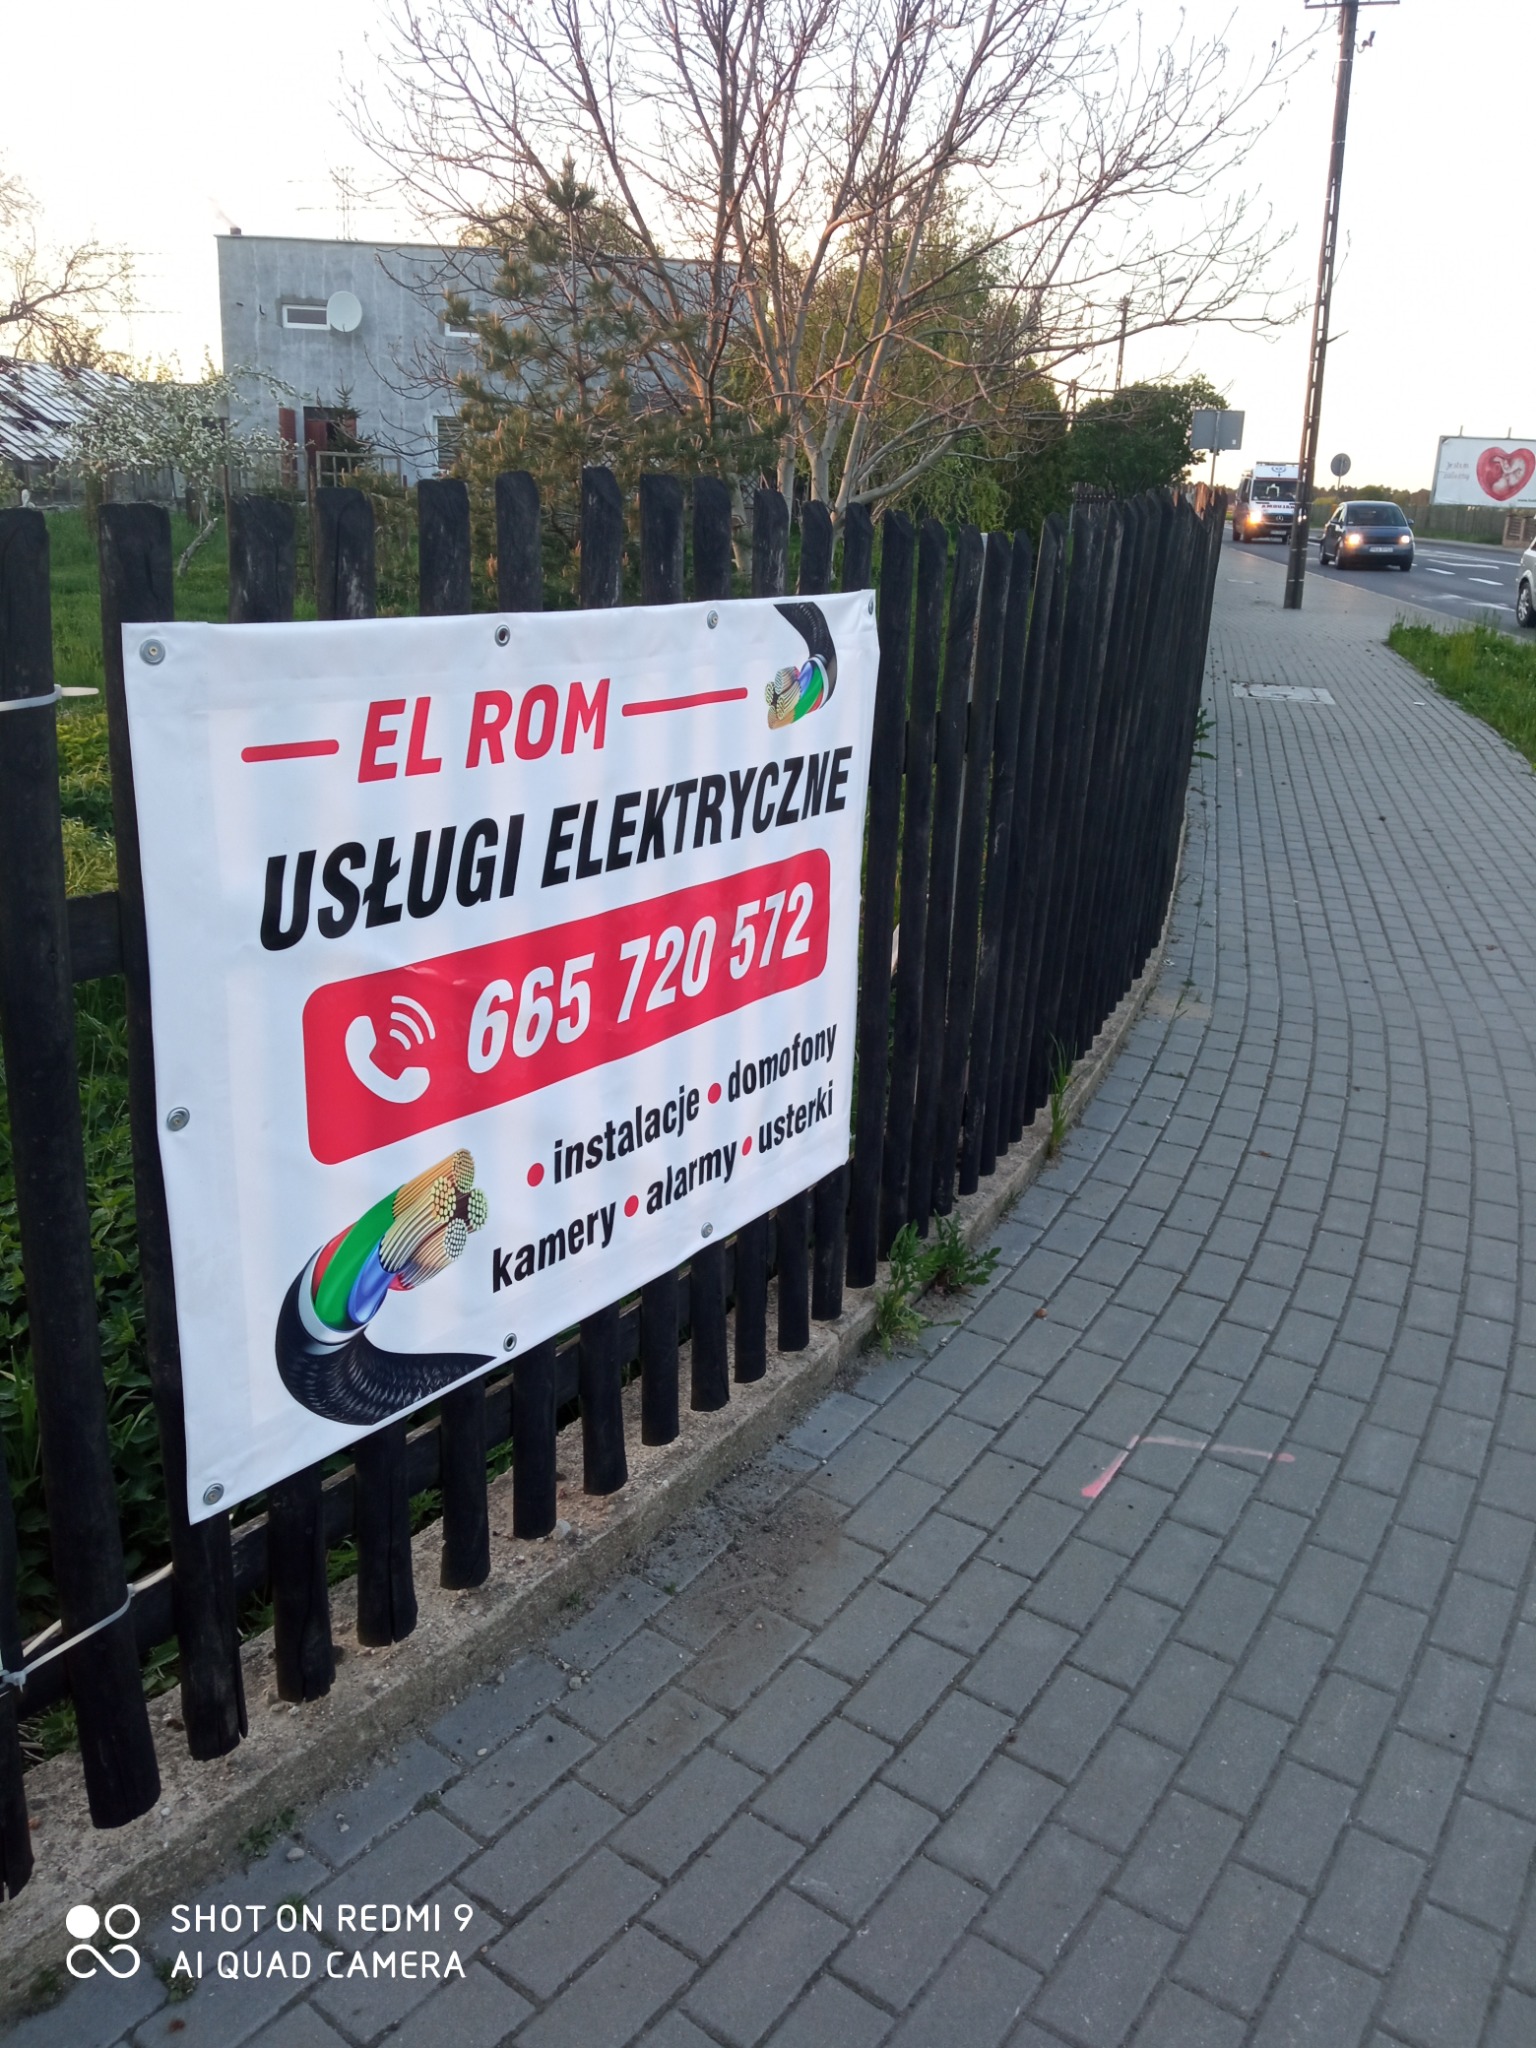 EL ROM
USŁUGI ELEKTRYCZNE
665 720 572
• instalacje • domofony
kamery • alarmy • usterki
SHOT ON REDMI 9
AI QUAD CAMERA